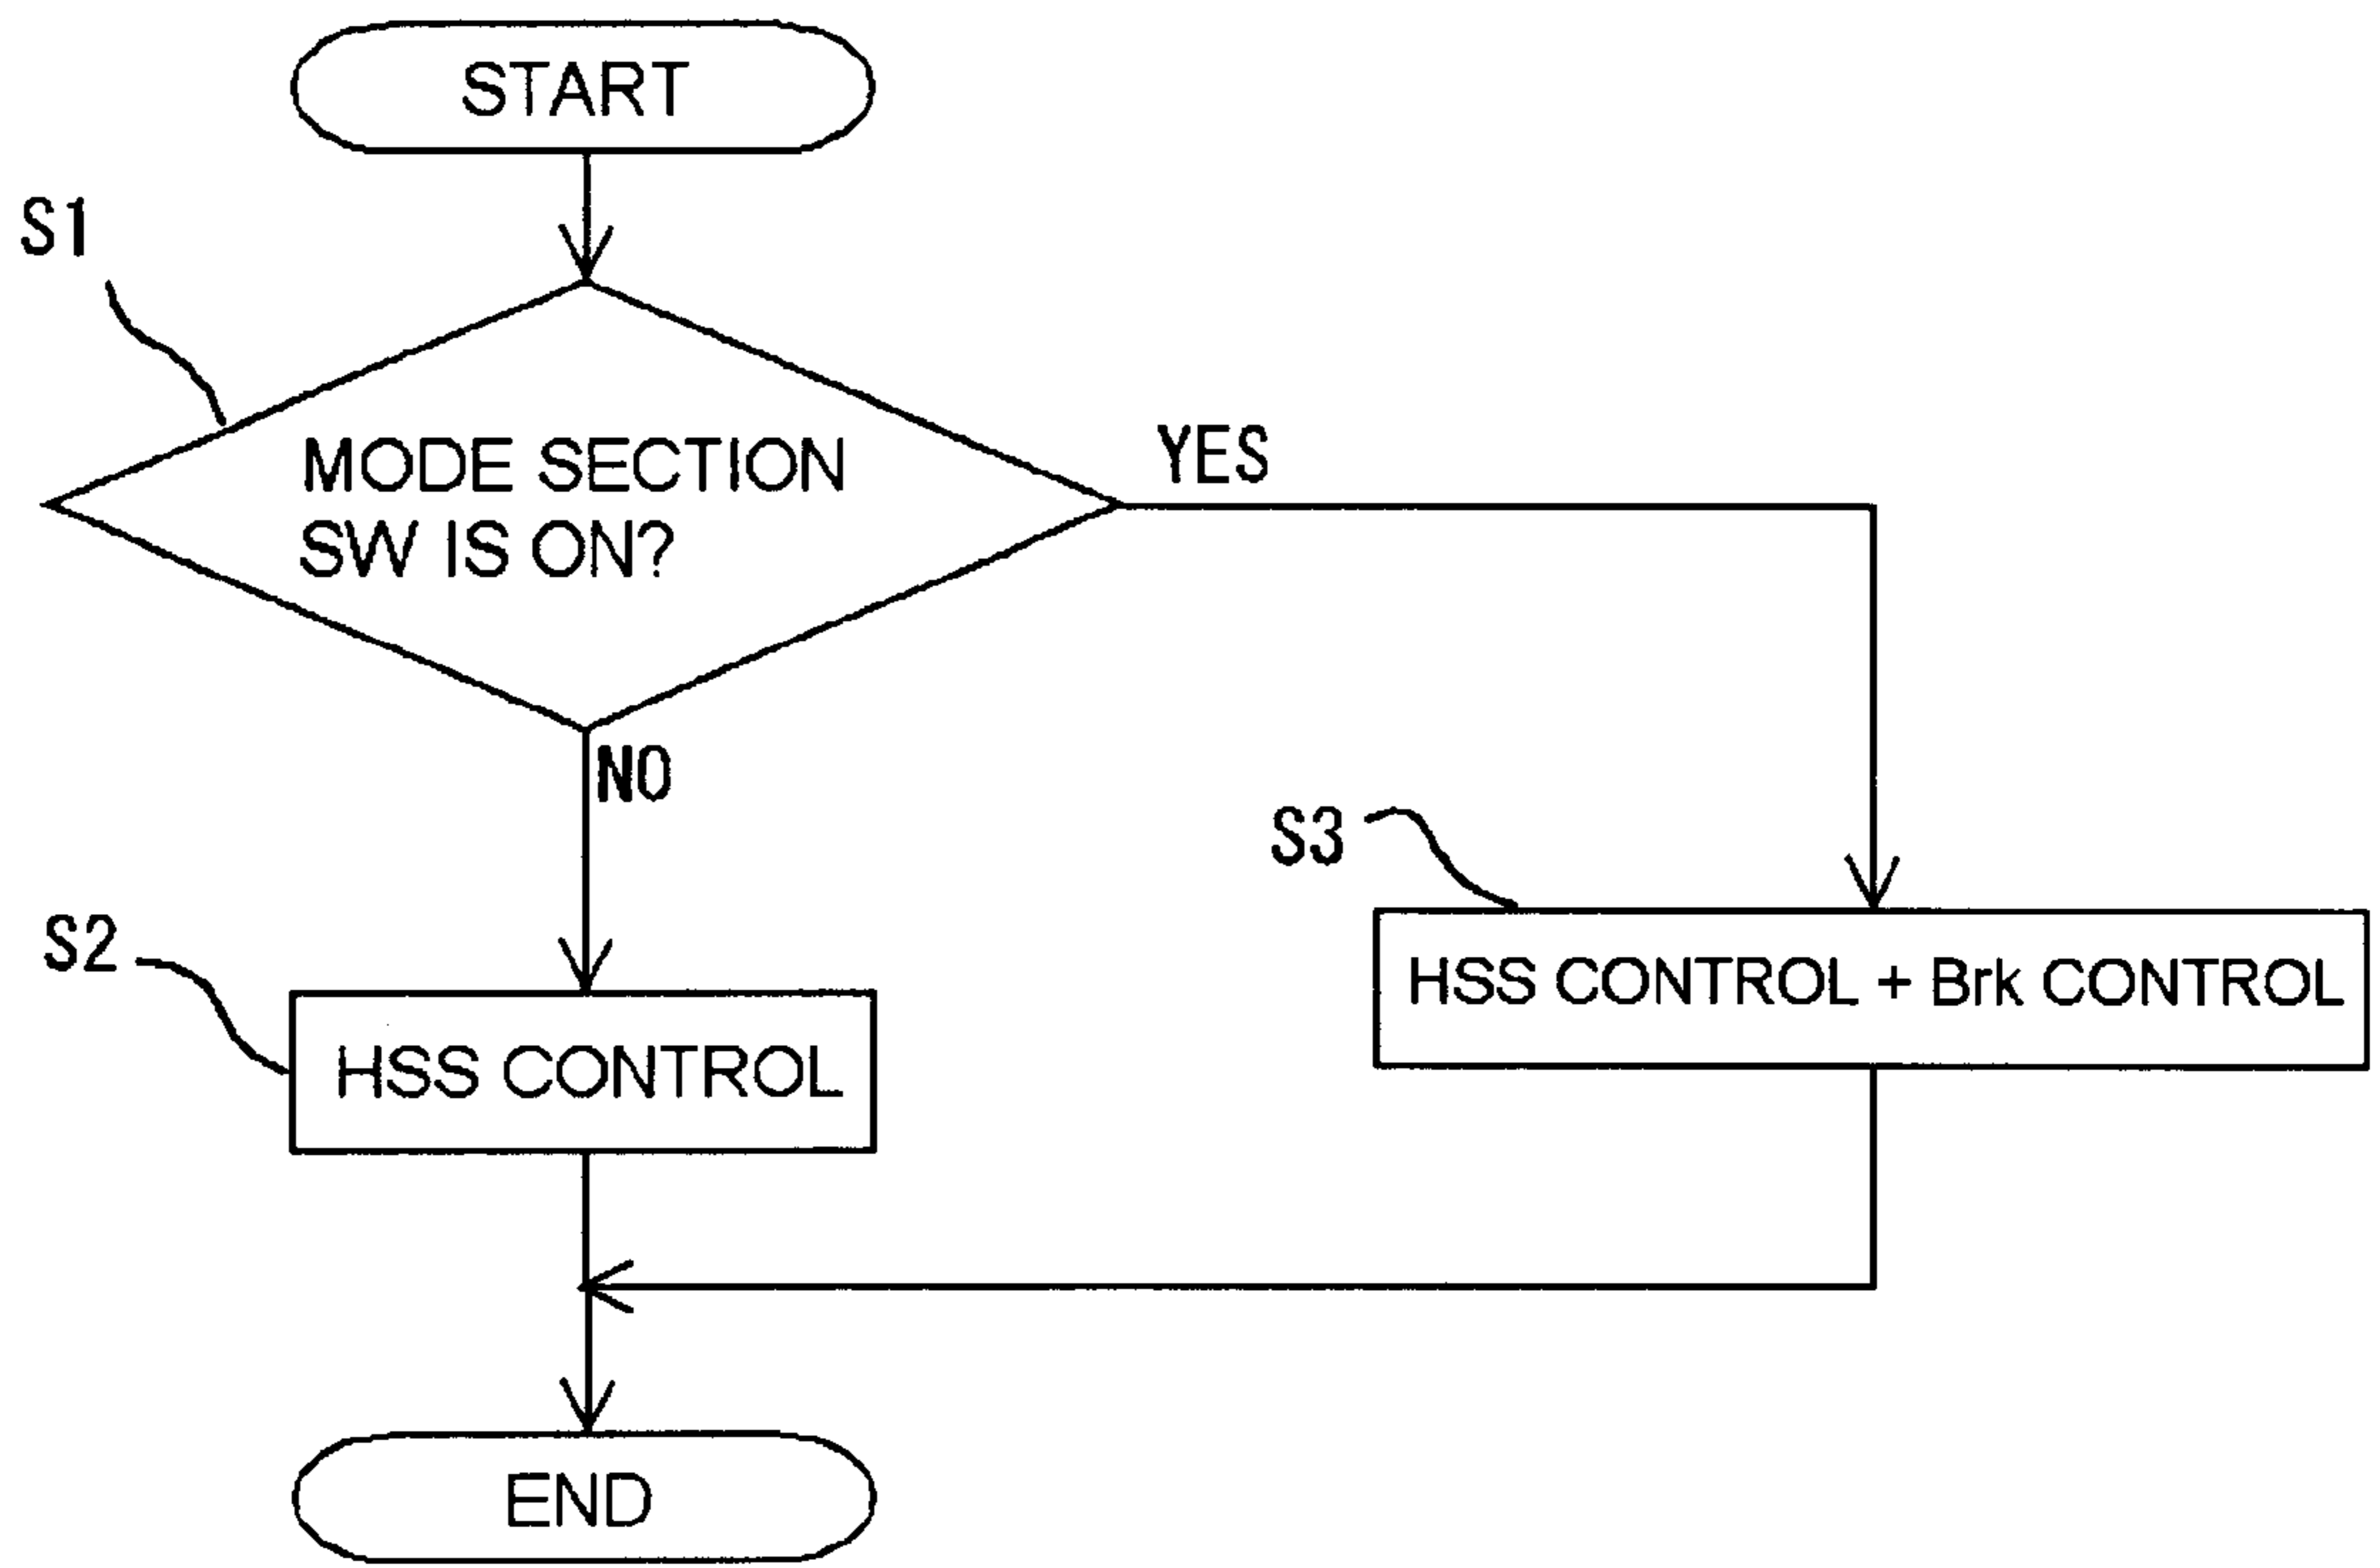 START
S1
MODE SECTION
SW IS ON?
YES
NO
S3
S2
HSS CONTROL + Brk CONTROL
HSS CONTROL
END